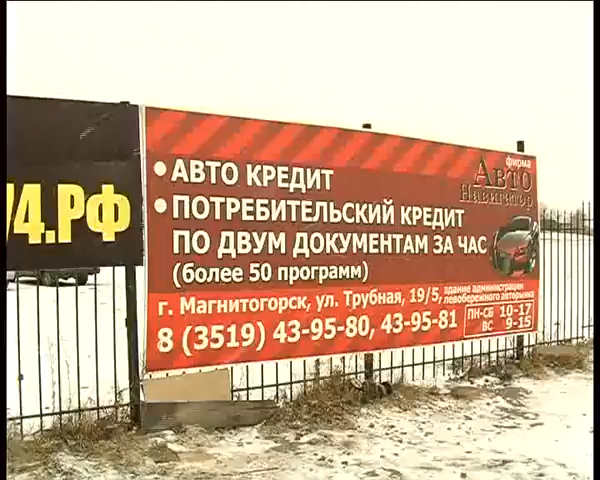 4.РФ
фирма
АВТО
Навигатор
• АВТО КРЕДИТ
• ПОТРЕБИТЕЛЬСКИЙ КРЕДИТ
ПО ДВУМ ДОКУМЕНТАМ ЗА ЧАС
(более 50 программ)
г. Магнитогорск, ул. Трубная, 19/5, здание администрации
левобережного авторынка
8 (3519) 43-95-80, 43-95-81
ПН-СБ 10-17
ВС 9-15